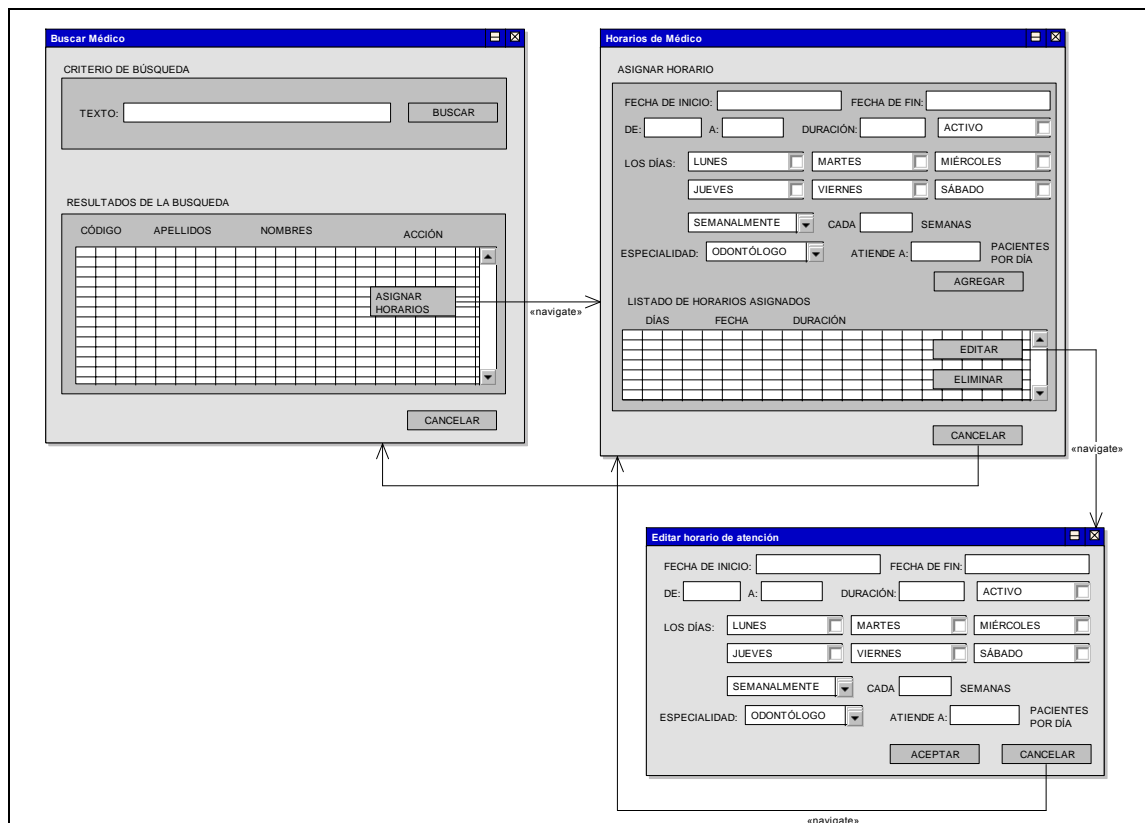 Buscar Médico
CRITERIO DE BÚSQUEDA
TEXTO:
BUSCAR
RESULTADOS DE LA BUSQUEDA
CÓDIGO APELLIDOS NOMBRES ACCIÓN
ASIGNAR
HORARIOS
CANCELAR
«navigate»
Horarios de Médico
ASIGNAR HORARIO
FECHA DE INICIO: FECHA DE FIN:
DE: A: DURACIÓN: ACTIVO
LOS DÍAS: LUNES MARTES MIÉRCOLES
JUEVES VIERNES SÁBADO
SEMANALMENTE CADA SEMANAS
ESPECIALIDAD: ODONTÓLOGO ATIENDE A: PACIENTES
POR DÍA
AGREGAR
LISTADO DE HORARIOS ASIGNADOS
DÍAS FECHA DURACIÓN
EDITAR
ELIMINAR
CANCELAR
«navigate»
Editar horario de atención
FECHA DE INICIO: FECHA DE FIN:
DE: A: DURACIÓN: ACTIVO
LOS DÍAS: LUNES MARTES MIÉRCOLES
JUEVES VIERNES SÁBADO
SEMANALMENTE CADA SEMANAS
ESPECIALIDAD: ODONTÓLOGO ATIENDE A: PACIENTES
POR DÍA
ACEPTAR CANCELAR
«navigate»